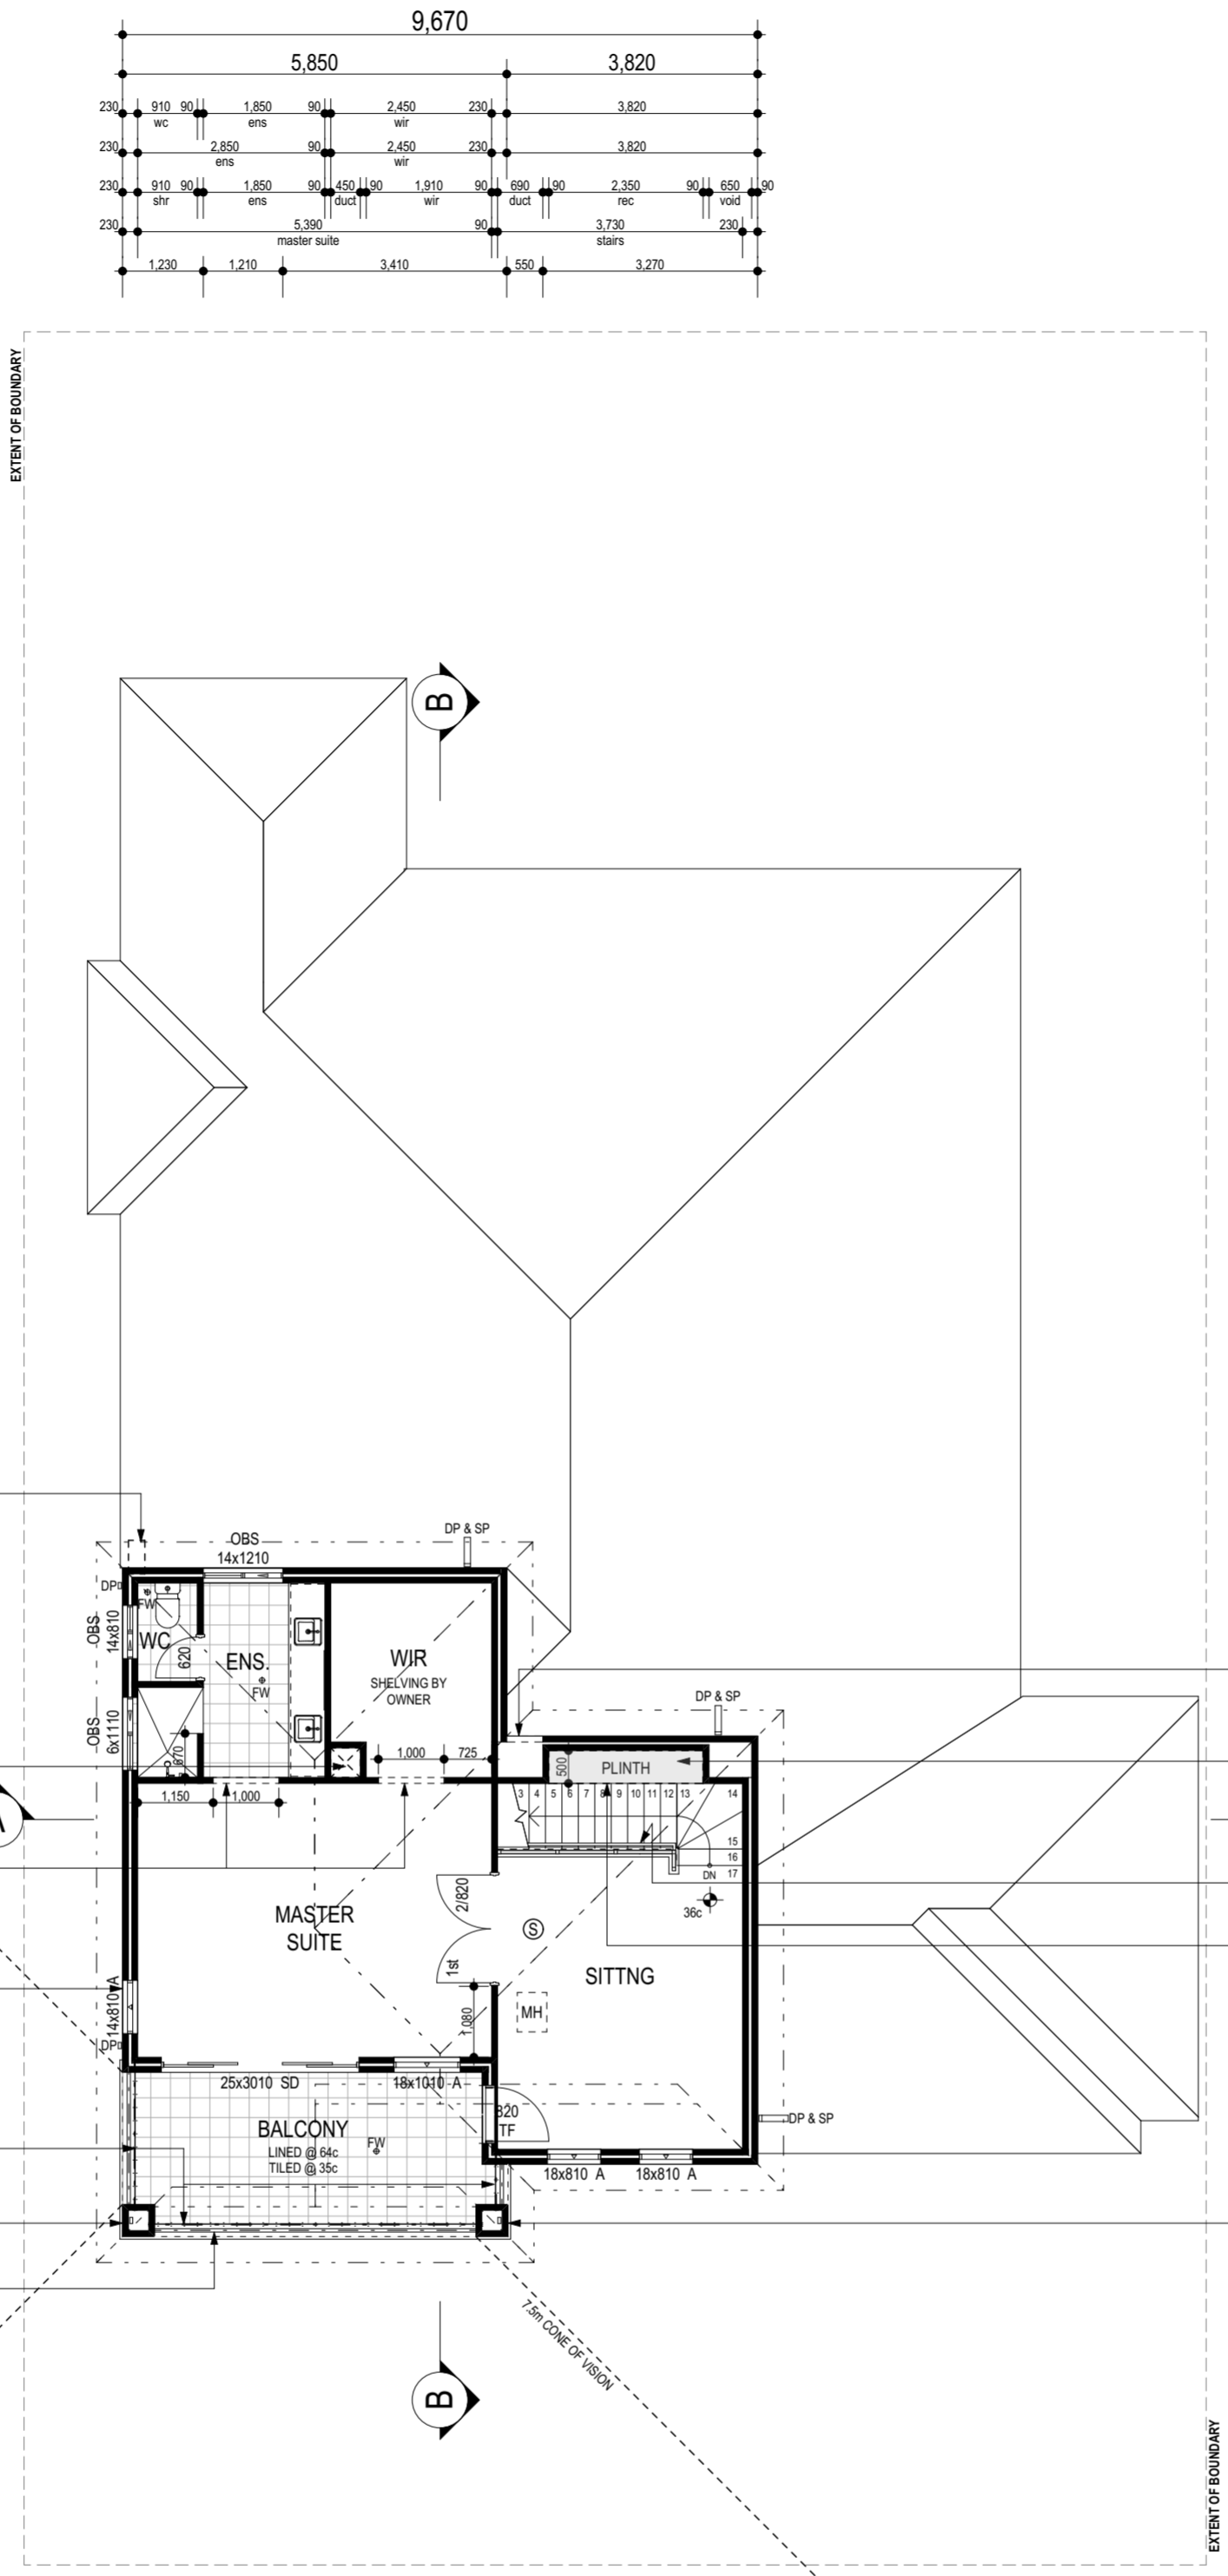 9,670
5,850 3,820
230 910 90 1,850 90 2,450 230 3,820
wc ens wir
230 2,850 90 2,450 230 3,820
ens wir
230 910 90 1,850 90 450 90 1,910 90 690 90 2,350 90 650 90
shr ens duct wir duct rec void
230 5,390 90 3,730 230
master suite stairs
1,230 1,210 3,410 550 3,270
EXTENT OF BOUNDARY
B
OBS
14x1210
DP & SP
DP
FW
OBS
14x810
WC
620
ENS.
FW
WIR
SHELVING BY
OWNER
OBS
6x1110
670
1,000 725
DP & SP
500
PLINTH
1,150 1,000
3 4 5 6 7 8 9 10 11 12 13 14
15
16
17
DN
36c
MASTER
SUITE
2/820
1st
S
SITTNG
MH
1,080
14x810 A
DP
25x3010 SD
18x1010 A
820
TF
BALCONY
LINED @ 64c
TILED @ 35c
FW
18x810 A
18x810 A
DP & SP
7.5m CONE OF VISION
B
EXTENT OF BOUNDARY